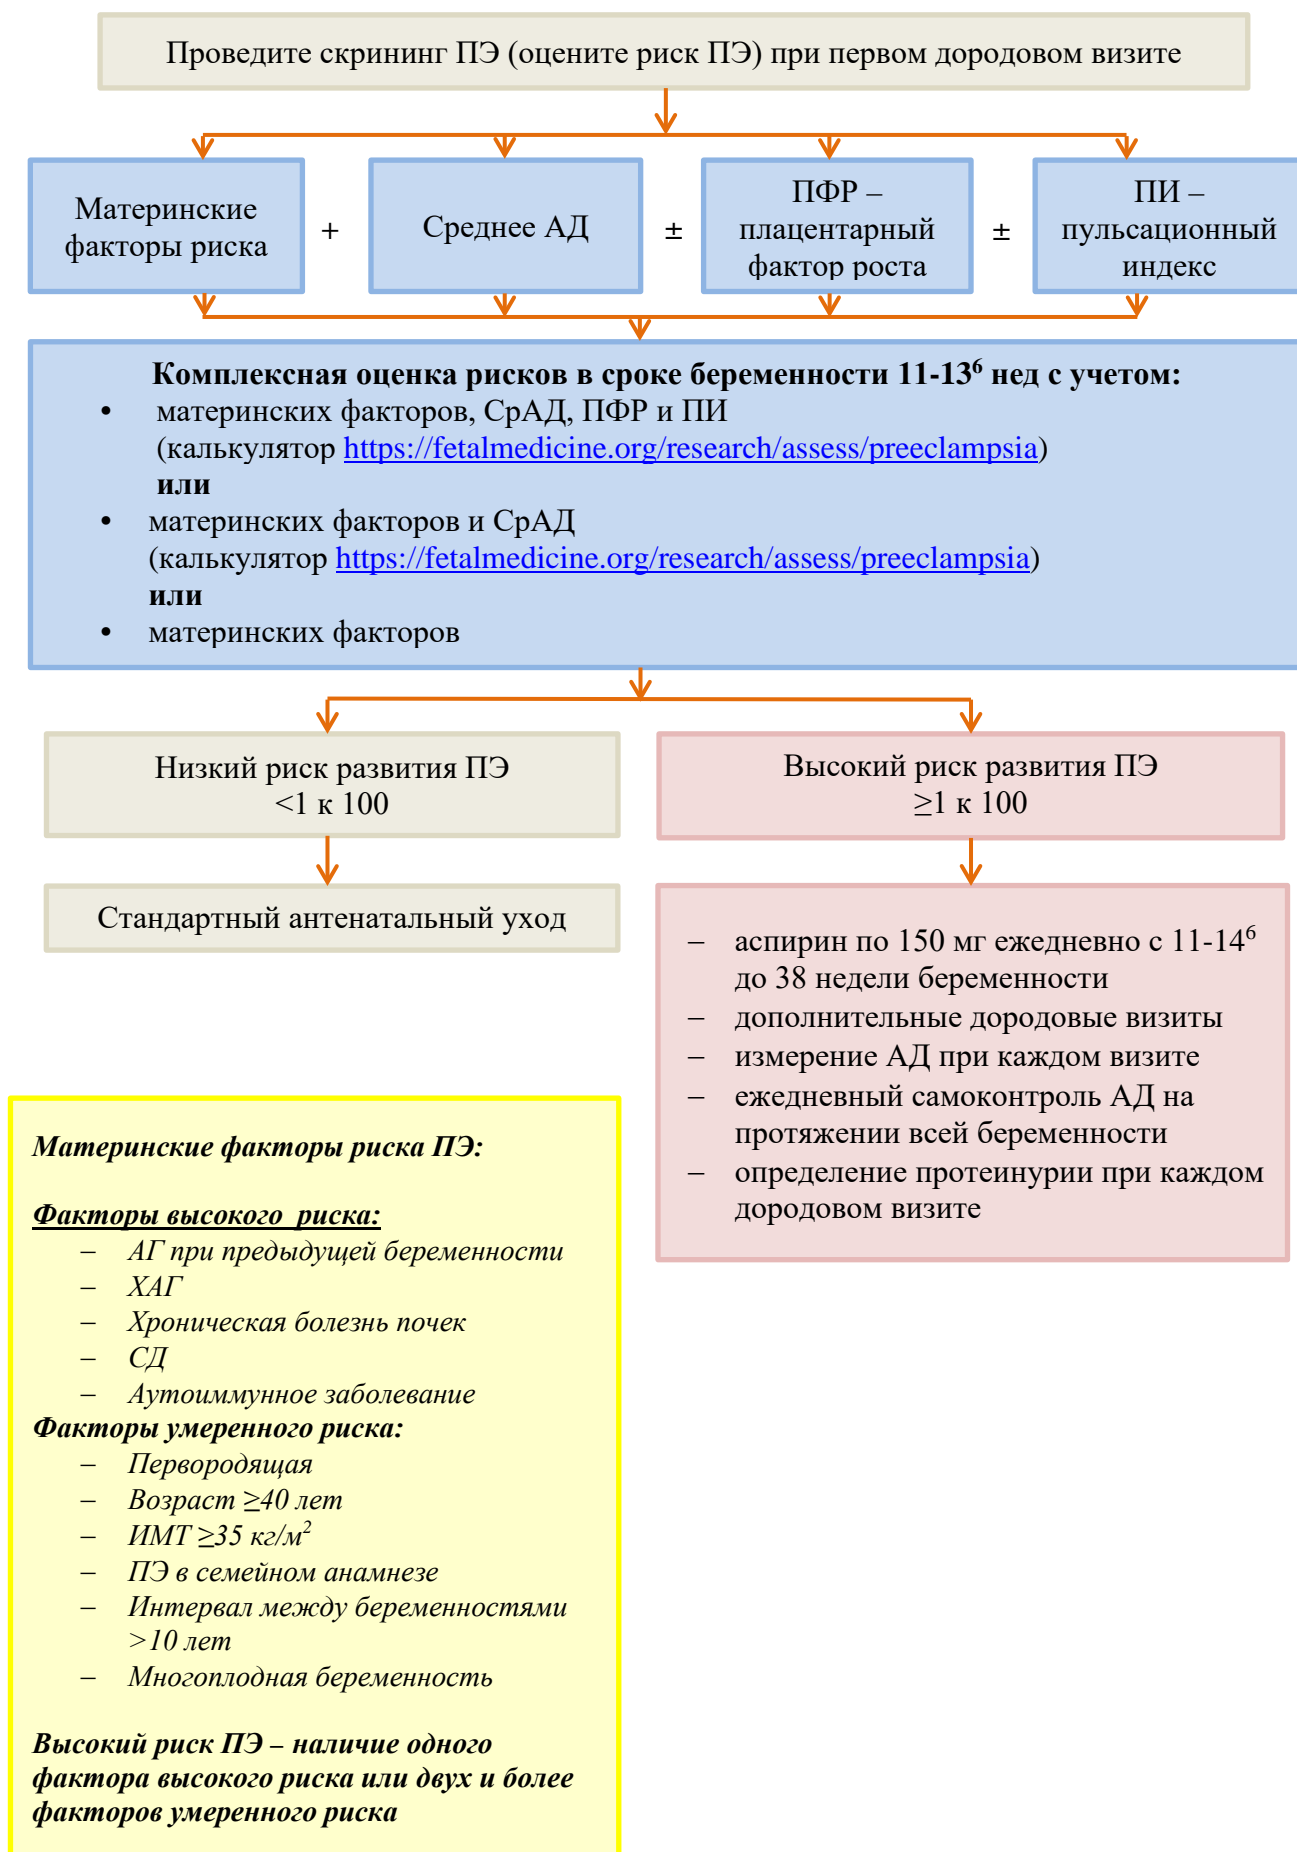 Проведите скрининг ПЭ (оцените риск ПЭ) при первом дородовом визите
Материнские
факторы риска
+
Среднее АД
±
ПФР –
плацентарный
фактор роста
±
ПИ –
пульсационный
индекс
Комплексная оценка рисков в сроке беременности 11-13⁶ нед с учетом:
• материнских факторов, СрАД, ПФР и ПИ
(калькулятор https://fetalmedicine.org/research/assess/preeclampsia)
или
• материнских факторов и СрАД
(калькулятор https://fetalmedicine.org/research/assess/preeclampsia)
или
• материнских факторов
Низкий риск развития ПЭ
<1 к 100
Высокий риск развития ПЭ
≥1 к 100
Стандартный антенатальный уход
– аспирин по 150 мг ежедневно с 11-14⁶
до 38 недели беременности
– дополнительные дородовые визиты
– измерение АД при каждом визите
– ежедневный самоконтроль АД на
протяжении всей беременности
– определение протеинурии при каждом
дородовом визите
Материнские факторы риска ПЭ:
Факторы высокого риска:
– АГ при предыдущей беременности
– ХАГ
– Хроническая болезнь почек
– СД
– Аутоиммунное заболевание
Факторы умеренного риска:
– Первородящая
– Возраст ≥40 лет
– ИМТ ≥35 кг/м²
– ПЭ в семейном анамнезе
– Интервал между беременностями
>10 лет
– Многоплодная беременность
Высокий риск ПЭ – наличие одного
фактора высокого риска или двух и более
факторов умеренного риска